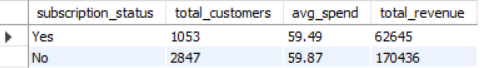 subscription_status total_customers avg_spend total_revenue
Yes 1053 59.49 62645
No 2847 59.87 170436